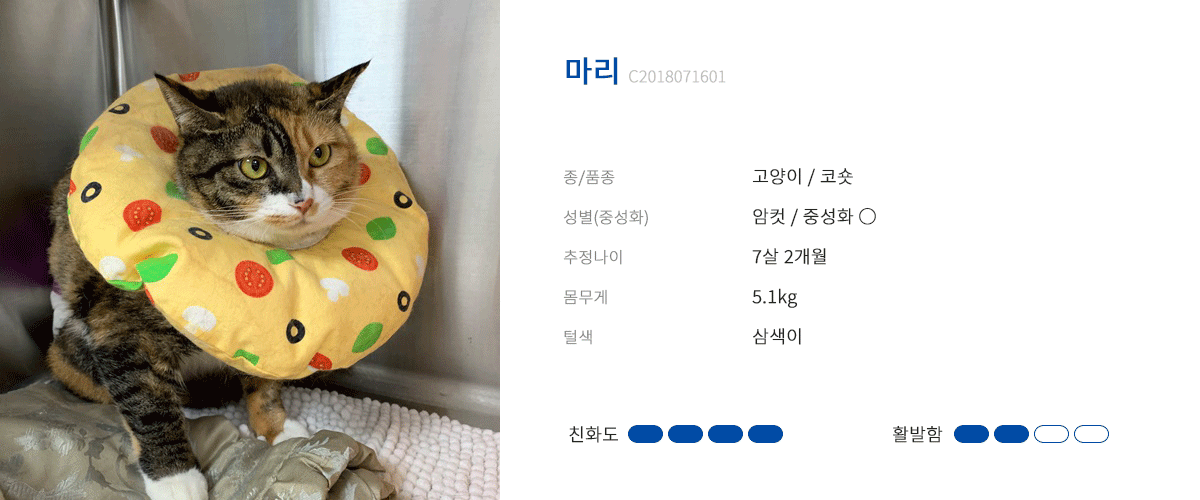 마리 C2018071601
종/품종 고양이 / 코숏
성별(중성화) 암컷 / 중성화 ○
추정나이 7살 2개월
몸무게 5.1kg
털색 삼색이
친화도 활발함